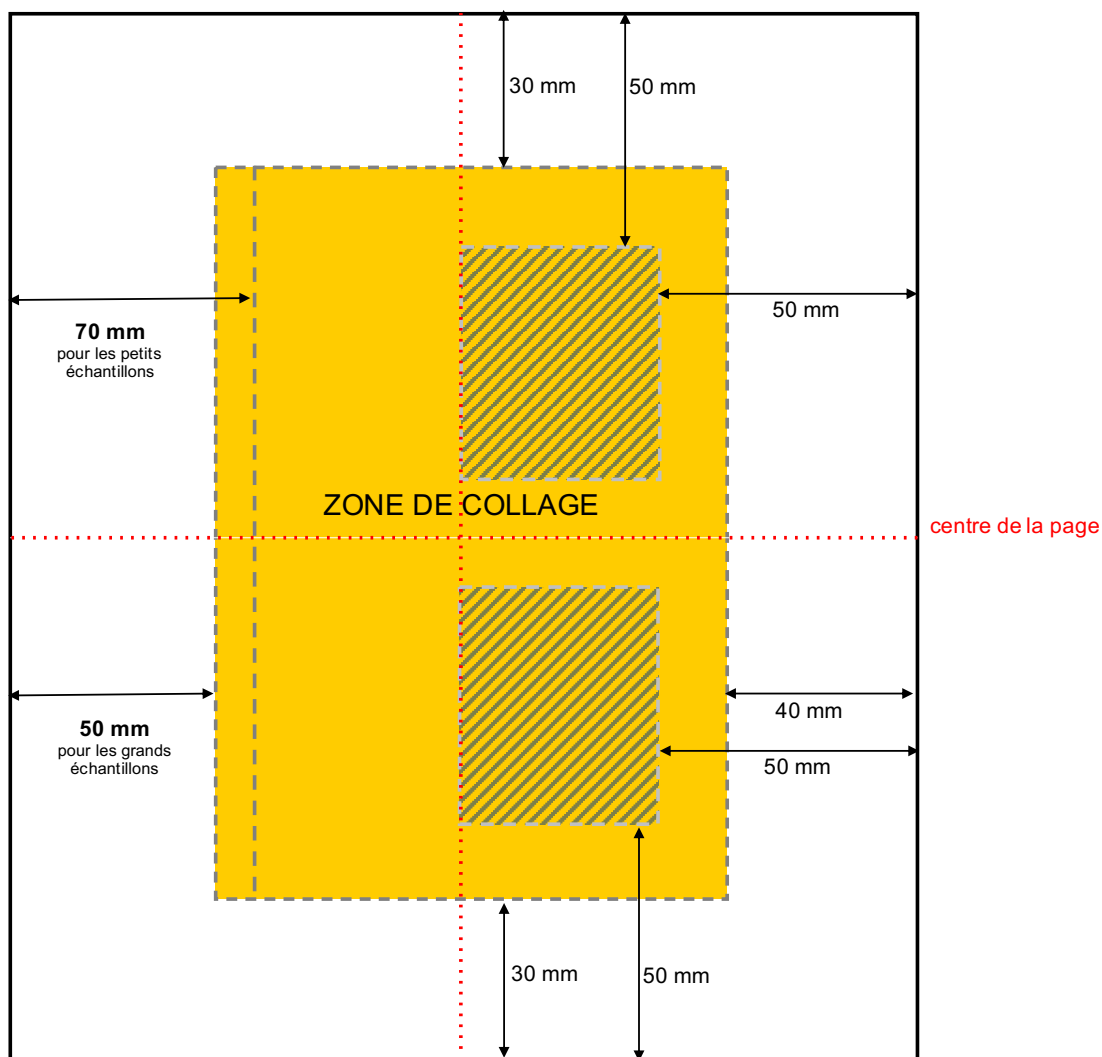 30 mm
50 mm
50 mm
70 mm
pour les petits
échantillons
ZONE DE COLLAGE
centre de la page
50 mm
pour les grands
échantillons
40 mm
50 mm
30 mm
50 mm